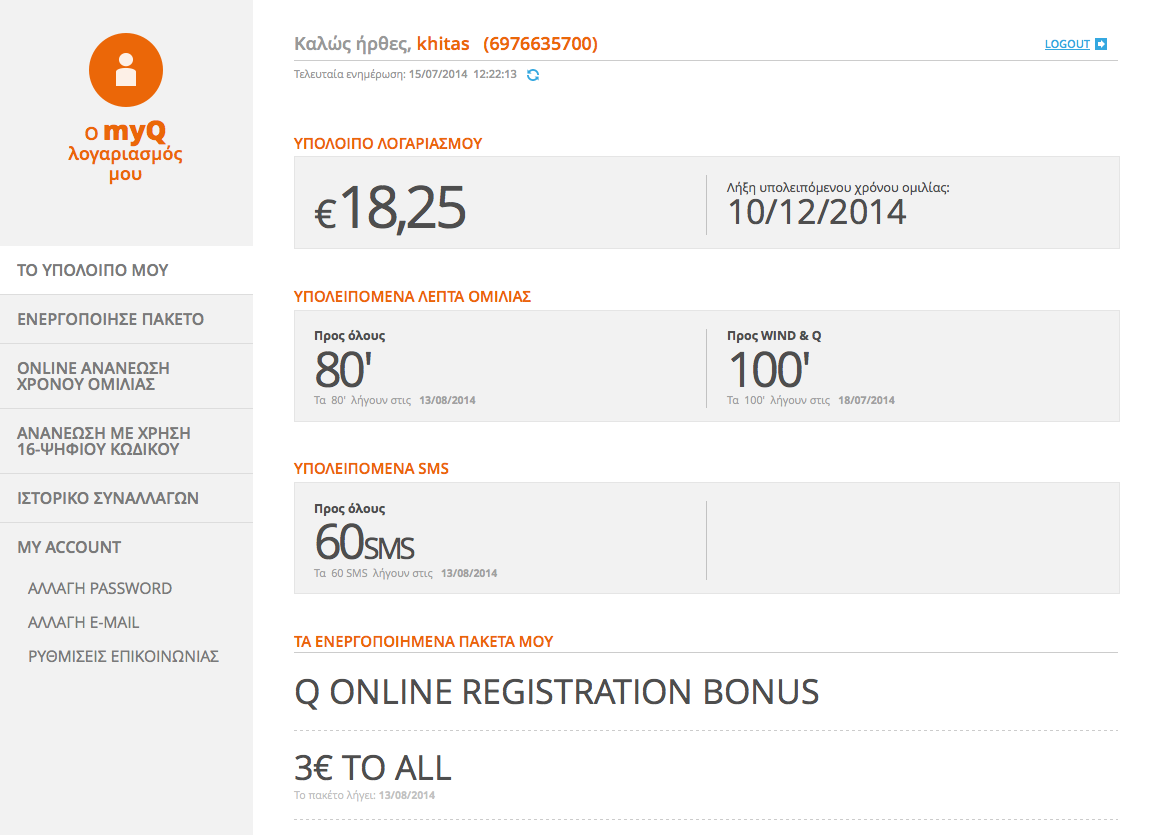 Ο myQ
λογαριασμός
μου
ΤΟ ΥΠΟΛΟΙΠΟ ΜΟΥ
ΕΝΕΡΓΟΠΟΙΗΣΕ ΠΑΚΕΤΟ
ONLINE ΑΝΑΝΕΩΣΗ
ΧΡΟΝΟΥ ΟΜΙΛΙΑΣ
ΑΝΑΝΕΩΣΗ ΜΕ ΧΡΗΣΗ
16-ΨΗΦΙΟΥ ΚΩΔΙΚΟΥ
ΙΣΤΟΡΙΚΟ ΣΥΝΑΛΛΑΓΩΝ
MY ACCOUNT
ΑΛΛΑΓΗ PASSWORD
ΑΛΛΑΓΗ E-MAIL
ΡΥΘΜΙΣΕΙΣ ΕΠΙΚΟΙΝΩΝΙΑΣ
Καλώς ήρθες, khitas (6976635700)
LOGOUT
Τελευταία ενημέρωση: 15/07/2014 12:22:13
ΥΠΟΛΟΙΠΟ ΛΟΓΑΡΙΑΣΜΟΥ
€18,25
Λήξη υπολειπόμενου χρόνου ομιλίας:
10/12/2014
ΥΠΟΛΕΙΠΟΜΕΝΑ ΛΕΠΤΑ ΟΜΙΛΙΑΣ
Προς όλους
80'
Τα 80' λήγουν στις 13/08/2014
Προς WIND & Q
100'
Τα 100' λήγουν στις 18/07/2014
ΥΠΟΛΕΙΠΟΜΕΝΑ SMS
Προς όλους
60SMS
Τα 60 SMS λήγουν στις 13/08/2014
ΤΑ ΕΝΕΡΓΟΠΟΙΗΜΕΝΑ ΠΑΚΕΤΑ ΜΟΥ
Q ONLINE REGISTRATION BONUS
3€ TO ALL
Το πακέτο λήγει: 13/08/2014